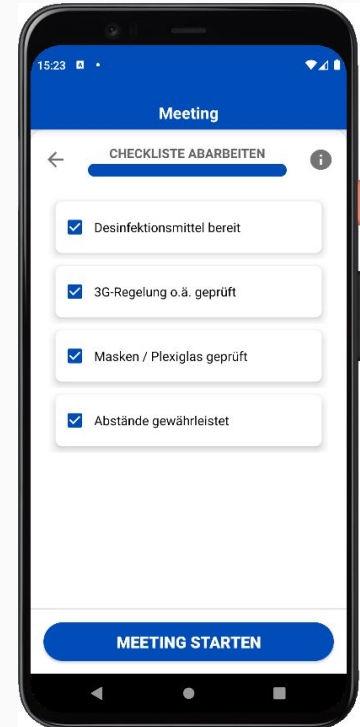 15:23
Meeting
CHECKLISTE ABARBEITEN
Desinfektionsmittel bereit
3G-Regelung o.ä. geprüft
Masken / Plexiglas geprüft
Abstände gewährleistet
MEETING STARTEN